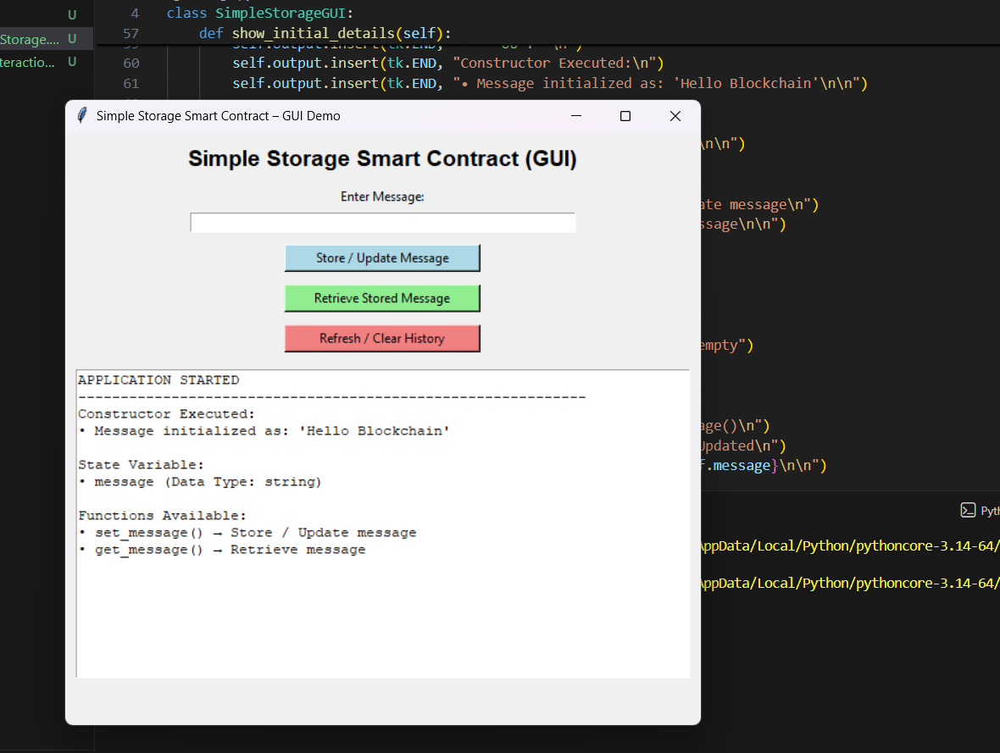 U
4 class SimpleStorageGUI:
Storage.... U
57 def show_initial_details(self):
teractio... U
60 self.output.insert(tk.END, "Constructor Executed:\n")
61 self.output.insert(tk.END, "• Message initialized as: 'Hello Blockchain'\n\n")
Simple Storage Smart Contract – GUI Demo
Simple Storage Smart Contract (GUI)
Enter Message:
Store / Update Message
Retrieve Stored Message
Refresh / Clear History
APPLICATION STARTED
------------------------------------------------------------
Constructor Executed:
• Message initialized as: 'Hello Blockchain'
State Variable:
• message (Data Type: string)
Functions Available:
• set_message() → Store / Update message
• get_message() → Retrieve message
\n\n")
ate message\n")
ssage\n\n")
empty")
age()\n")
Updated\n")
f.message}\n\n")
Pyth
AppData/Local/Python/pythoncore-3.14-64/
AppData/Local/Python/pythoncore-3.14-64/